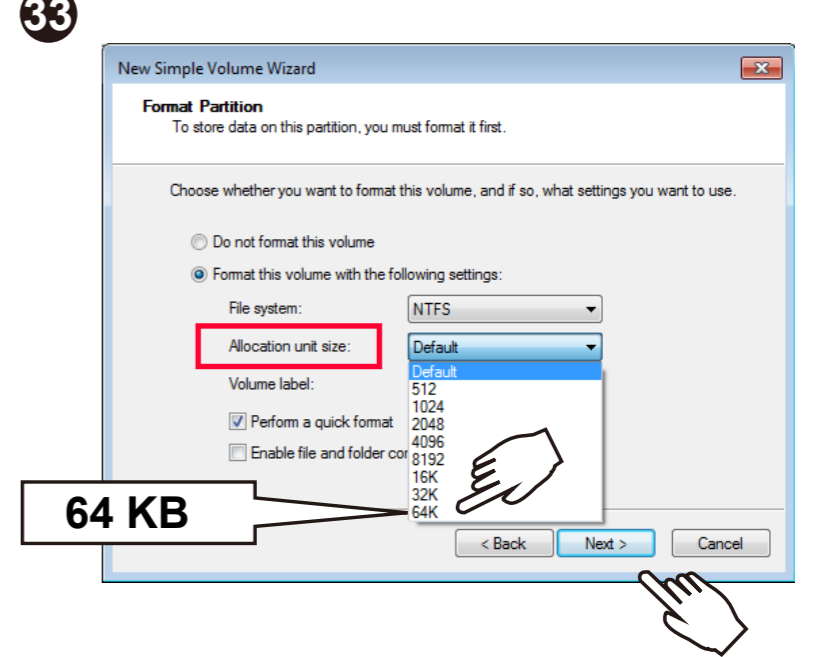 33
New Simple Volume Wizard
Format Partition
To store data on this partition, you must format it first.
Choose whether you want to format this volume, and if so, what settings you want to use.
Do not format this volume
Format this volume with the following settings:
File system: NTFS
Allocation unit size: Default
Default
Volume label:
512
1024
Perform a quick format
2048
4096
Enable file and folder cor
8192
16K
32K
64K
64 KB
< Back Next > Cancel